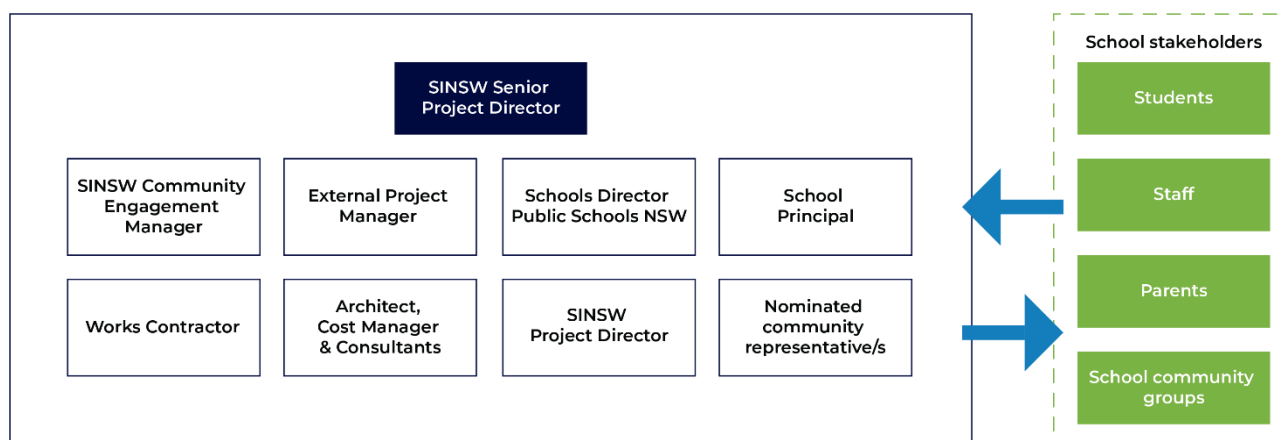 School stakeholders
SINSW Senior
Project Director
Students
SINSW Community
Engagement
Manager
External Project
Manager
Schools Director
Public Schools NSW
School
Principal
Staff
Works Contractor
Architect,
Cost Manager
& Consultants
SINSW
Project Director
Nominated
community
representative/s
Parents
School community
groups